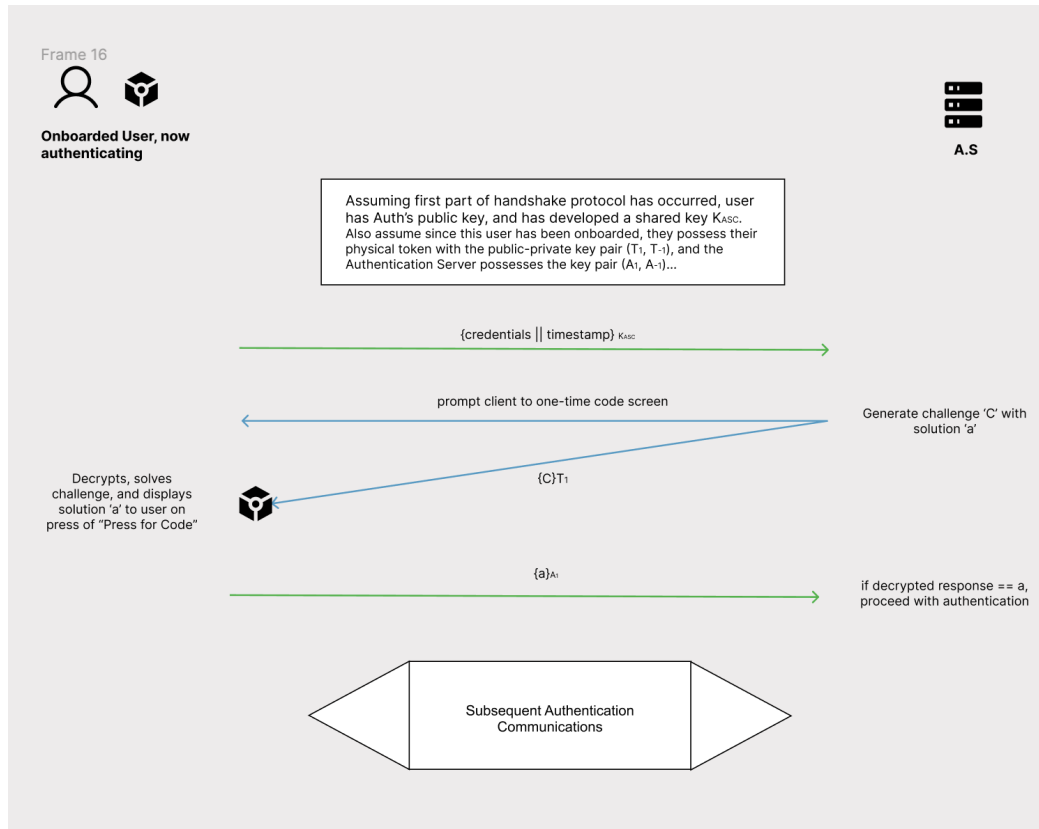 Frame 16
Onboarded User, now
authenticating
A.S
Assuming first part of handshake protocol has occurred, user
has Auth's public key, and has developed a shared key KASC.
Also assume since this user has been onboarded, they possess their
physical token with the public-private key pair (T1, T-1), and the
Authentication Server possesses the key pair (A1, A-1)...
{credentials || timestamp} KASC
prompt client to one-time code screen
Generate challenge 'C' with
solution 'a'
{C}T1
Decrypts, solves
challenge, and displays
solution 'a' to user on
press of "Press for Code"
{a}A1
if decrypted response == a,
proceed with authentication
Subsequent Authentication
Communications